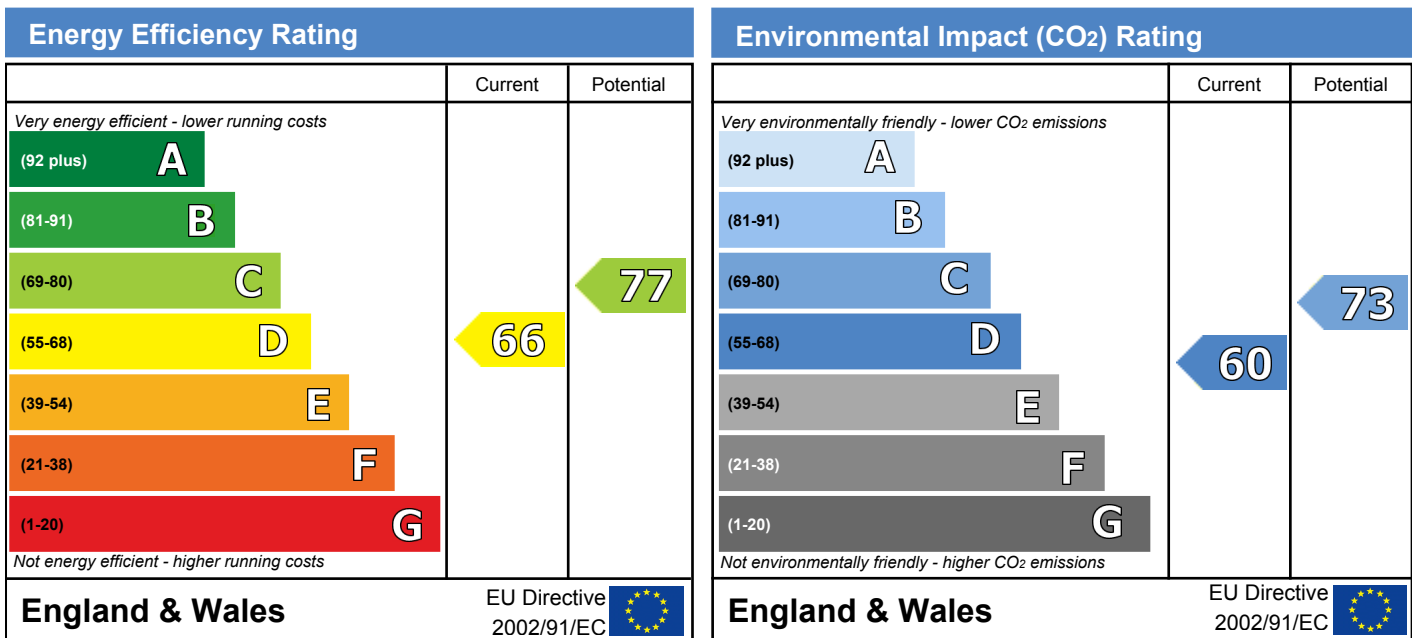 Energy Efficiency Rating
Current Potential
Very energy efficient - lower running costs
(92 plus) A
(81-91) B
(69-80) C
77
(55-68) D
66
(39-54) E
(21-38) F
(1-20) G
Not energy efficient - higher running costs
England & Wales
EU Directive
2002/91/EC
Environmental Impact (CO2) Rating
Current Potential
Very environmentally friendly - lower CO2 emissions
(92 plus) A
(81-91) B
(69-80) C
73
(55-68) D
60
(39-54) E
(21-38) F
(1-20) G
Not environmentally friendly - higher CO2 emissions
England & Wales
EU Directive
2002/91/EC